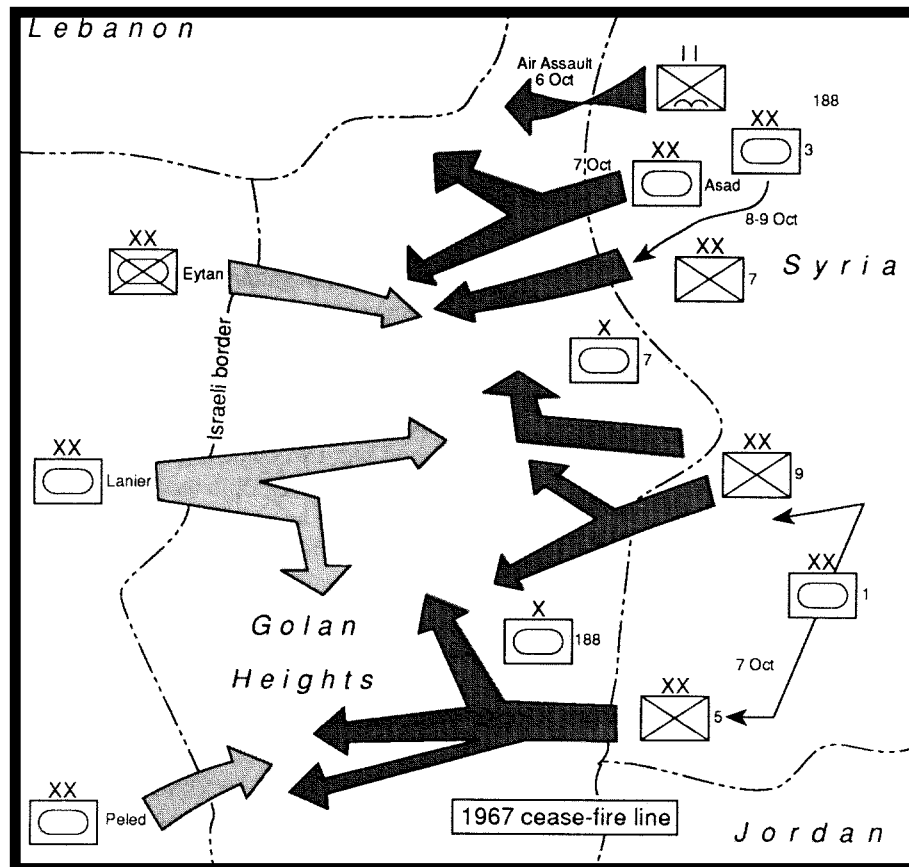 Lebanon
Air Assault
6 Oct
II
188
XX
3
7 Oct
XX
Asad
8-9 Oct
XX
Eytan
XX
7
Syria
X
7
Israeli border
XX
Lanier
XX
9
XX
1
Golan
Heights
X
188
7 Oct
XX
5
XX
Peled
1967 cease-fire line
Jordan